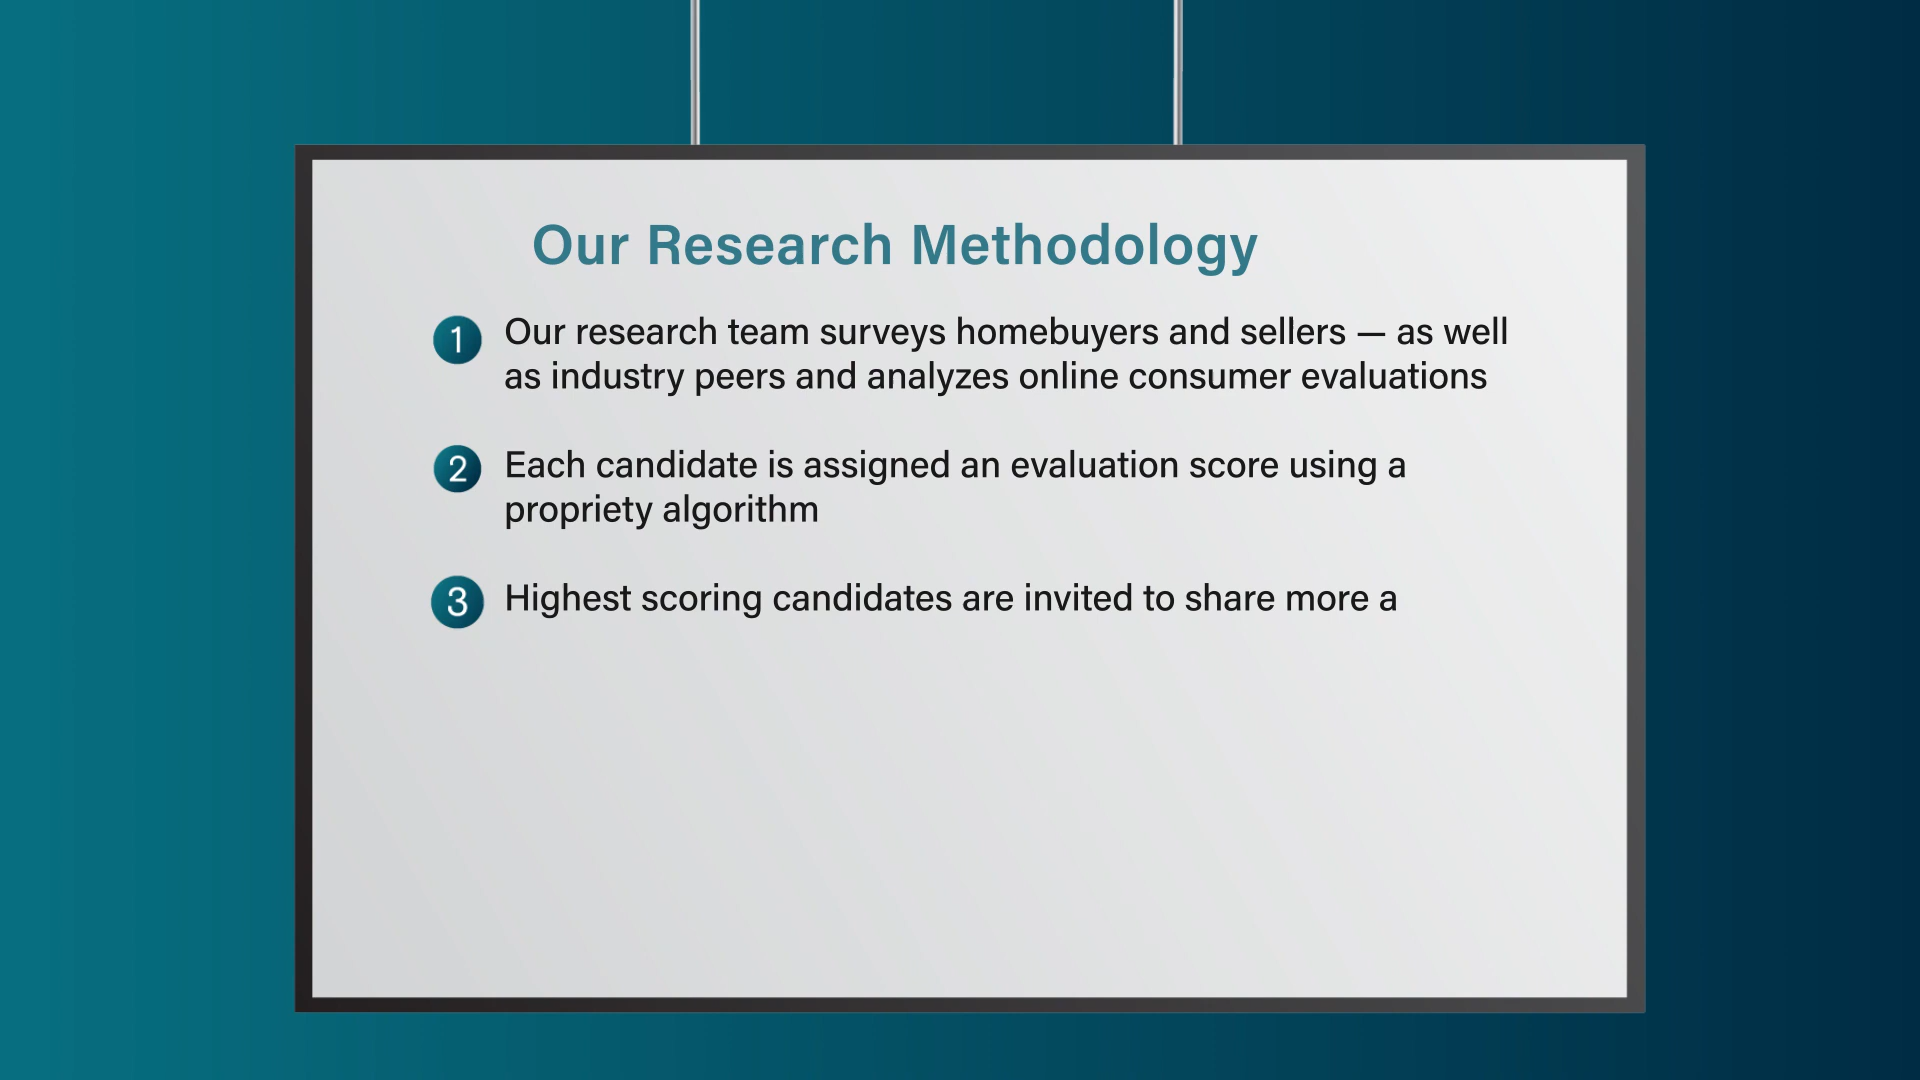 Our Research Methodology
1 Our research team surveys homebuyers and sellers — as well
as industry peers and analyzes online consumer evaluations
2 Each candidate is assigned an evaluation score using a
propriety algorithm
3 Highest scoring candidates are invited to share more a